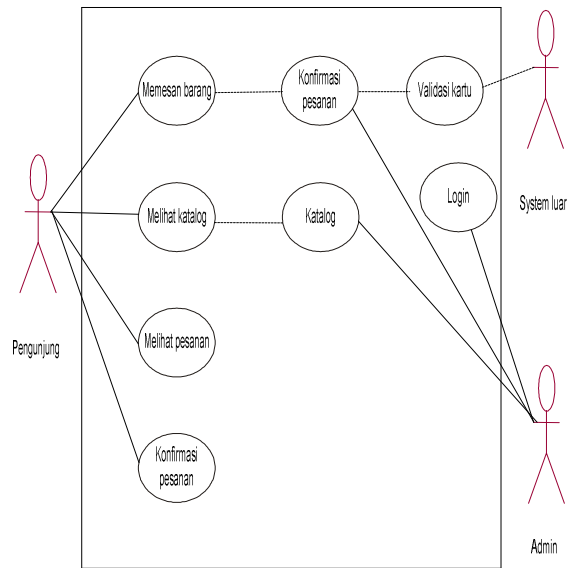 Memesan barang
Konfirmasi
pesanan
Validasi kartu
System luar
Login
Melihat katalog
Katalog
Pengunjung
Melihat pesanan
Konfirmasi
pesanan
Admin